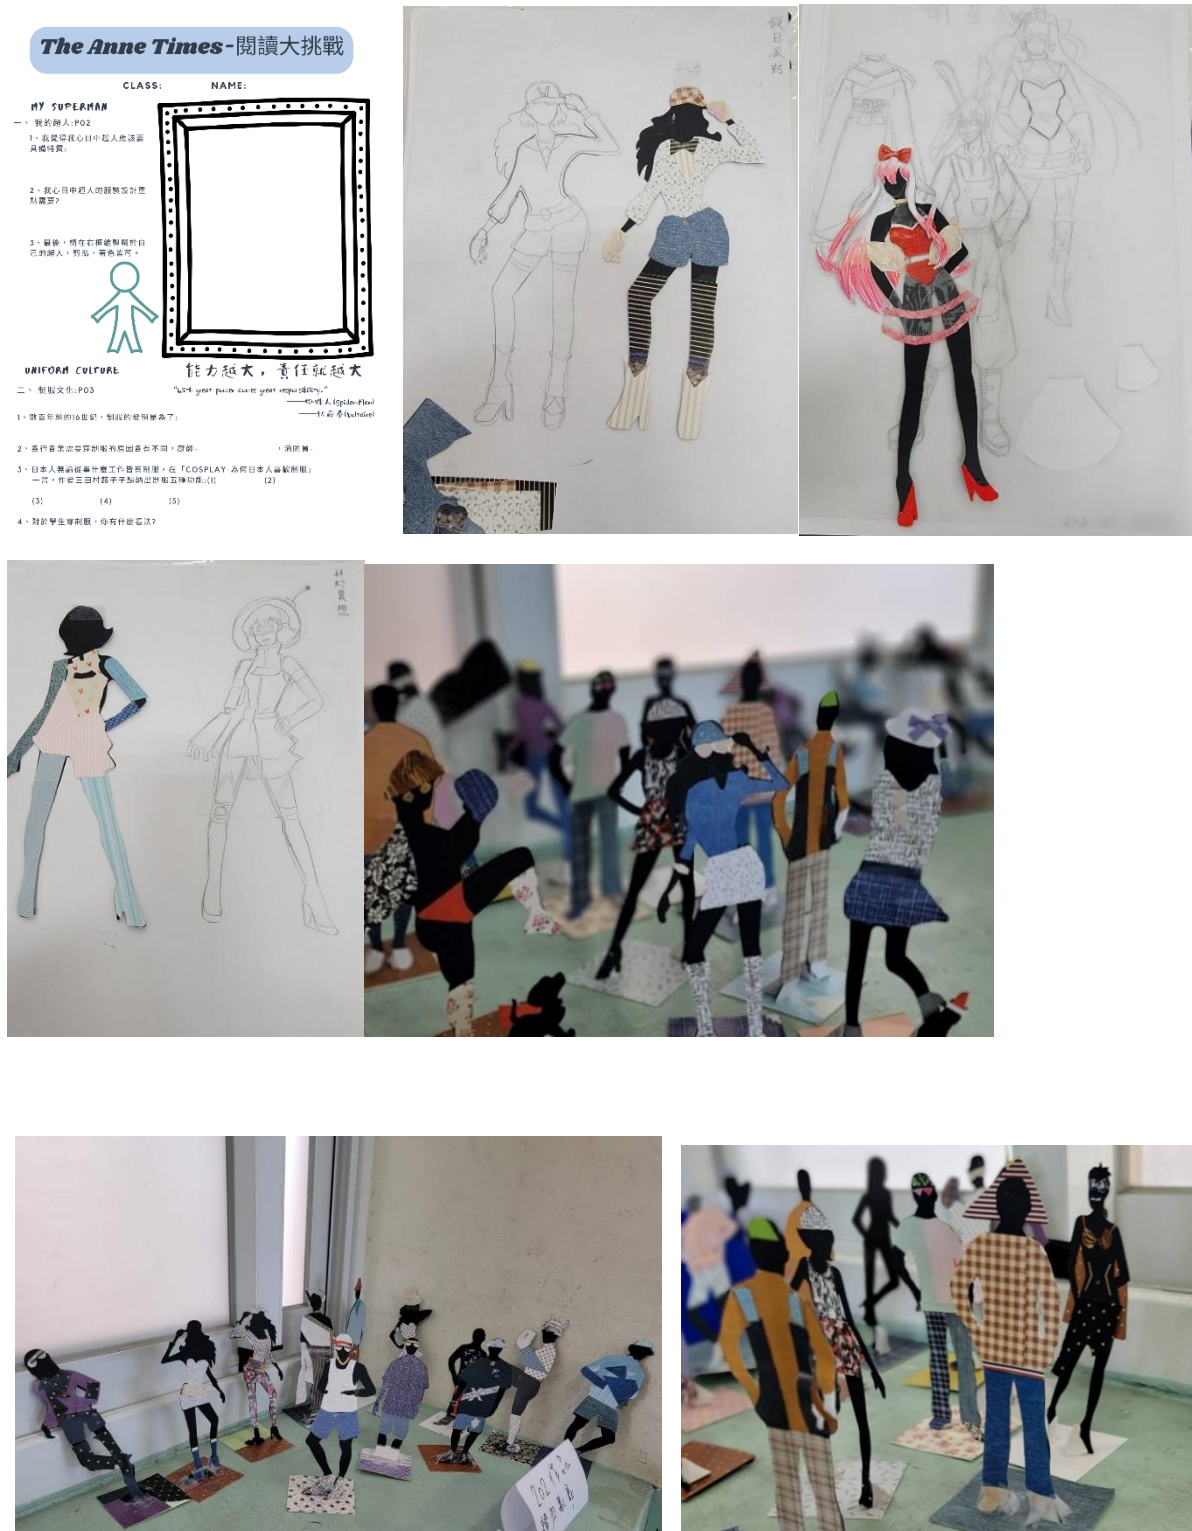 The Anne Times-閱讀大挑戰
CLASS: NAME:
MY SUPERMAN
一、 我的超人:P02
1、我覺得我心目中超人應該要
具備特質:
2、我心目中超人的服裝設計重
點需要?
3、最後，請在右框繪製屬於自
己的超人，剪貼、著色皆可。
能力越大，責任就越大
"With great power comes great responsibility."
——蜘蛛人(Spider-Man)
——伏爾泰(Voltaire)
UNIFORM CULTURE
二、 制服文化:P03
1、數百年前的16世紀，制服的發明是為了:
2、各行各業需要穿制服的原因各有不同，廚師- ，消防員-
3、日本人無論從事什麼工作皆有制服，在「COSPLAY-為何日本人喜歡制服」
一書，作者三田村蕗子歸納出制服五種功能:(1) (2)
(3) (4) (5)
4、對於學生穿制服，你有什麼看法?
假日派對
科幻異想